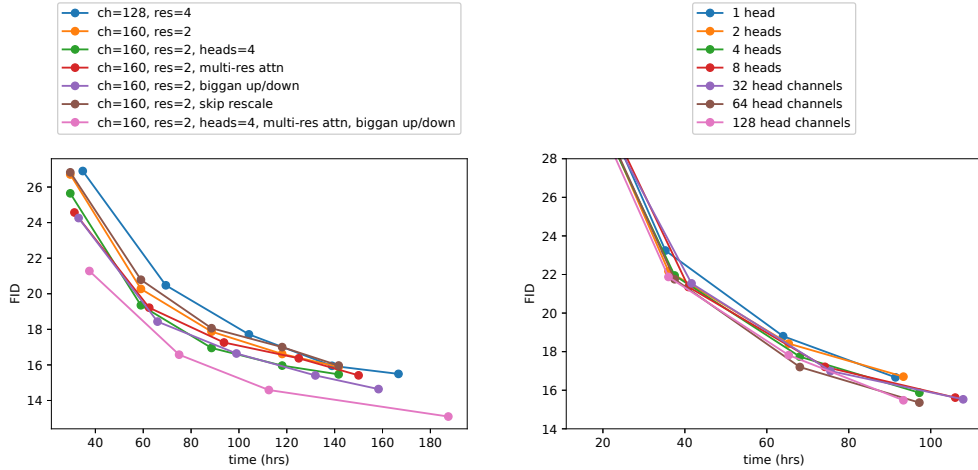 ch=128, res=4
ch=160, res=2
ch=160, res=2, heads=4
ch=160, res=2, multi-res attn
ch=160, res=2, biggan up/down
ch=160, res=2, skip rescale
ch=160, res=2, heads=4, multi-res attn, biggan up/down
26
24
22
20
18
16
14
FID
40 60 80 100 120 140 160 180
time (hrs)
1 head
2 heads
4 heads
8 heads
32 head channels
64 head channels
128 head channels
28
26
24
22
20
18
16
14
FID
20 40 60 80 100
time (hrs)